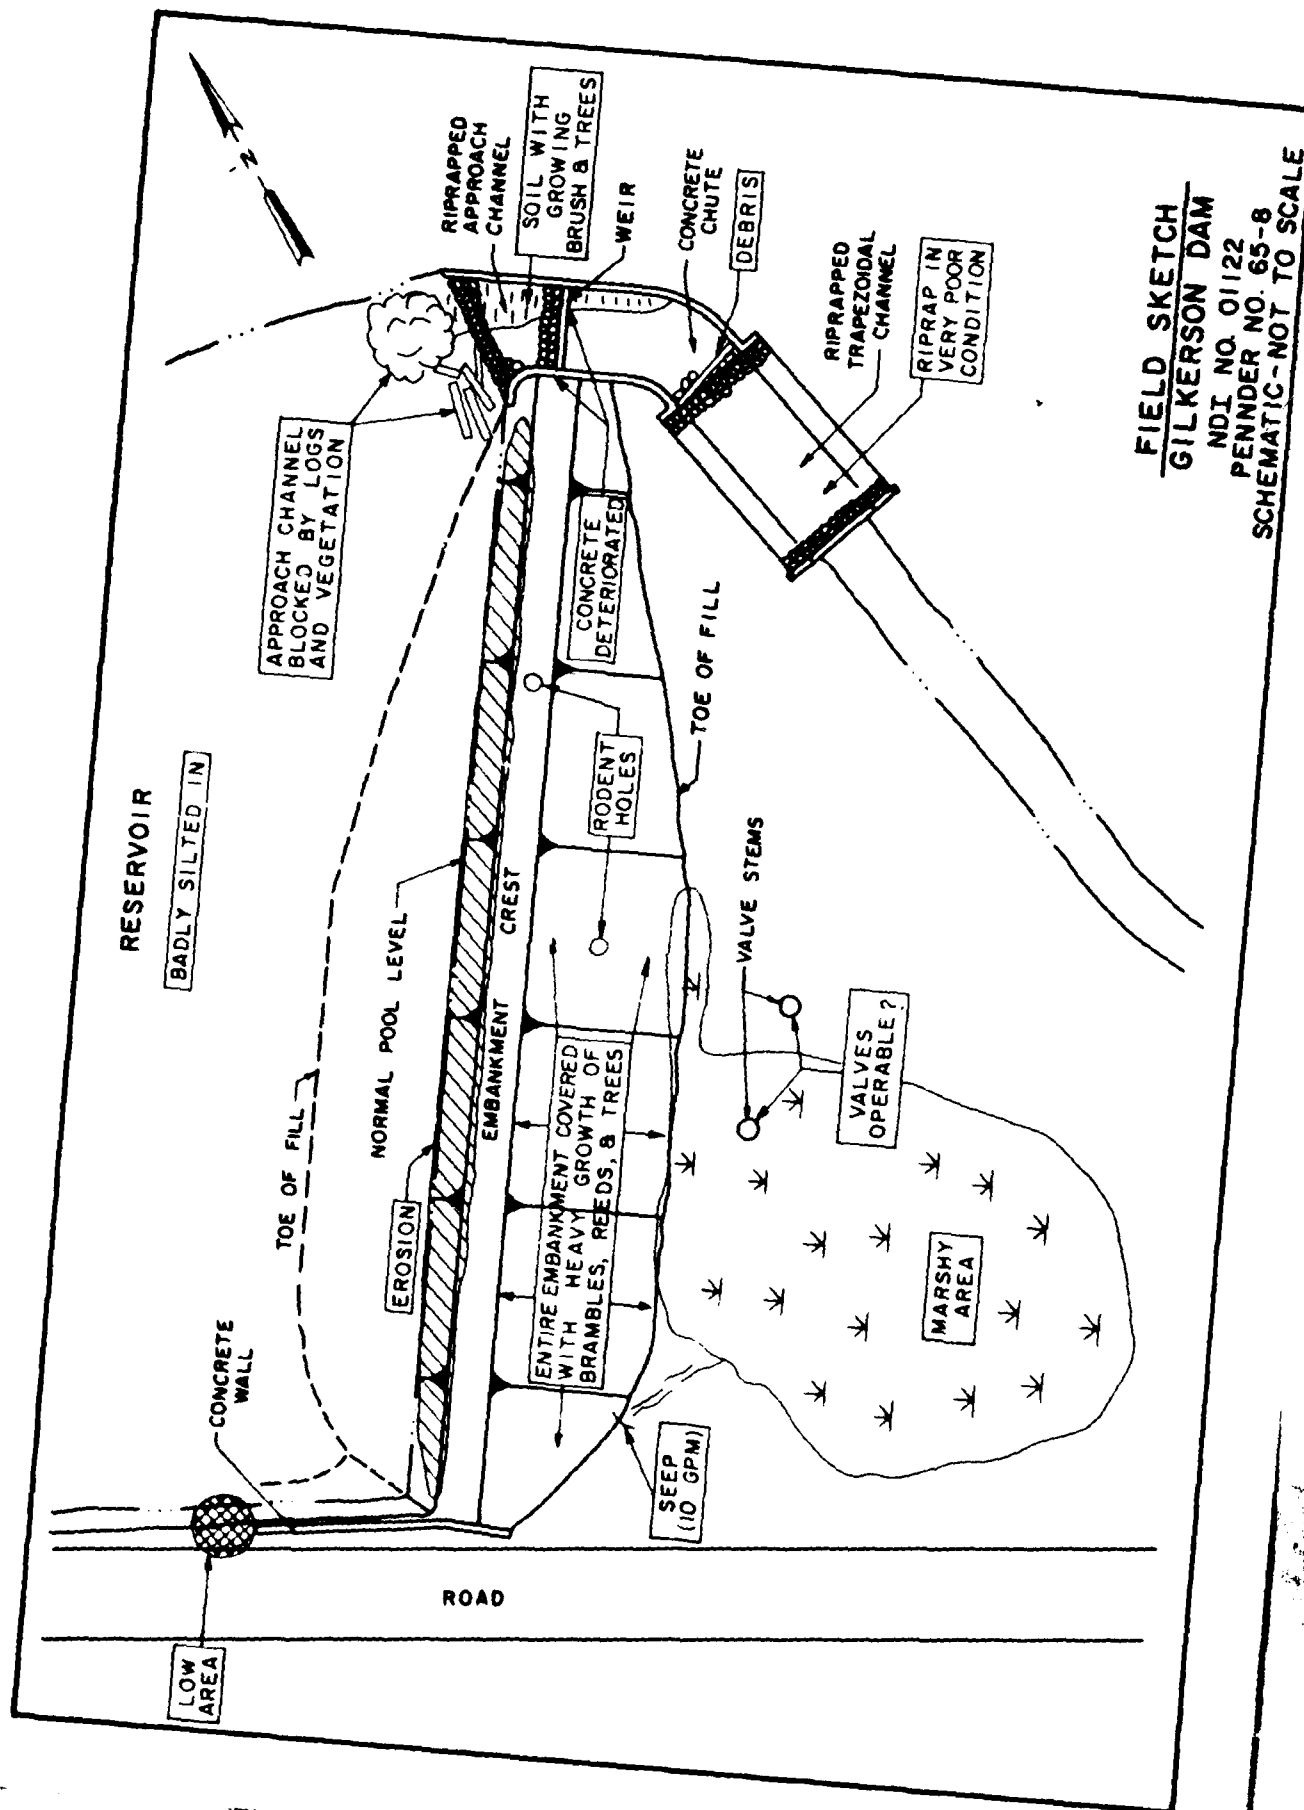 RIPRAPPED
APPROACH
CHANNEL
SOIL WITH
GROWING
BRUSH & TREES
WEIR
CONCRETE
CHUTE
DEBRIS
RIPRAPPED
TRAPEZOIDAL
CHANNEL
RIPRAP IN
VERY POOR
CONDITION
N
APPROACH CHANNEL
BLOCKED BY LOGS
AND VEGETATION
CONCRETE
DETERIORATED
TOE OF FILL
RODENT
HOLES
VALVE STEMS
VALVES
OPERABLE?
RESERVOIR
BADLY SILTED IN
NORMAL POOL LEVEL
EMBANKMENT CREST
TOE OF FILL
EROSION
ENTIRE EMBANKMENT COVERED
WITH HEAVY GROWTH OF
BRAMBLES, REEDS, & TREES
MARSHY
AREA
CONCRETE
WALL
SEEP
(10 GPM)
ROAD
LOW
AREA
FIELD SKETCH
GILKERSON DAM
NDI NO. 01122
PENNDER NO. 65-8
SCHEMATIC-NOT TO SCALE